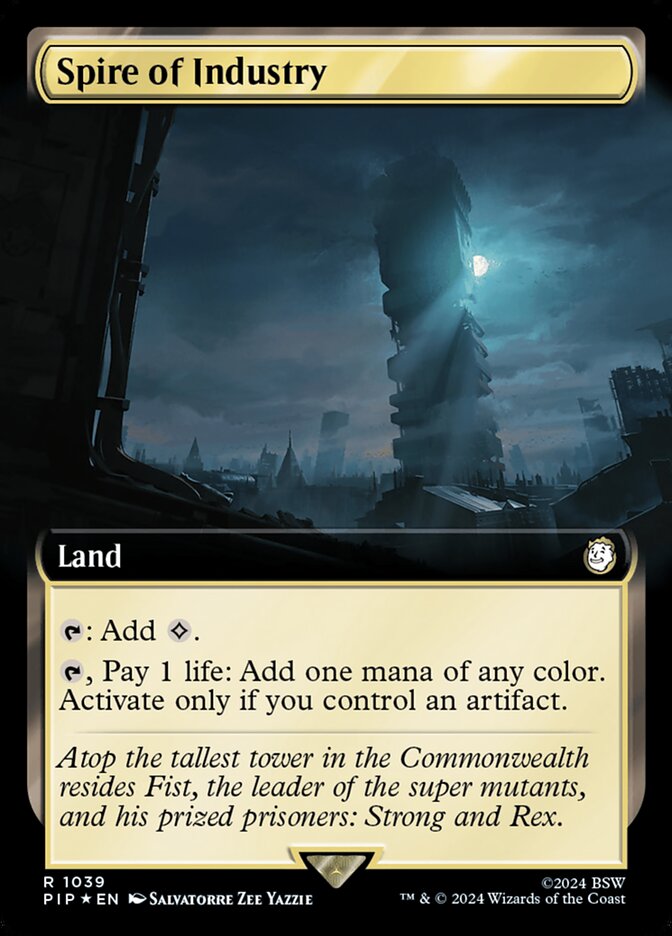 Spire of Industry
Land
: Add .
, Pay 1 life: Add one mana of any color.
Activate only if you control an artifact.
Atop the tallest tower in the Commonwealth
resides Fist, the leader of the super mutants,
and his prized prisoners: Strong and Rex.
R 1039
PIP★EN Salvatorre Zee Yazzie
©2024 BSW
™ & © 2024 Wizards of the Coast